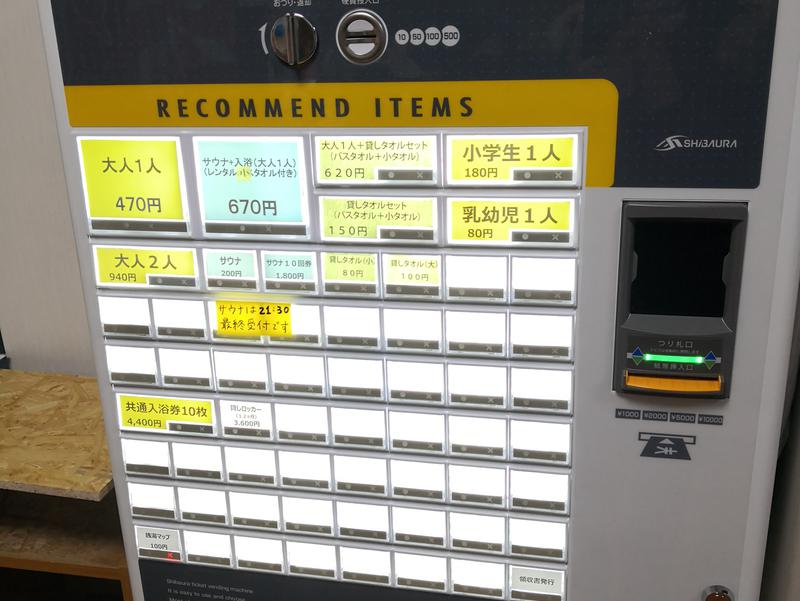 おつり・返却
硬貨投入口
10 50 100 500
RECOMMEND ITEMS
SHIBAURA
大人1人
470円
サウナ+入浴(大人1人)
(レンタル小タオル付き)
670円
大人1人+貸しタオルセット
(バスタオル+小タオル)
620円
小学生1人
180円
貸しタオルセット
(バスタオル+小タオル)
150円
乳幼児1人
80円
大人2人
940円
サウナ
200円
サウナ10回券
1,800円
貸しタオル(小)
80円
貸しタオル(大)
100円
サウナは21:30
最終受付です
共通入浴券10枚
4,400円
貸しロッカー
3,600円
銭湯マップ
100円
領収書発行
つり札口
紙幣挿入口
¥1000 ¥2000 ¥5000 ¥10000
Shibaura ticket vending machine
It is easy to use and choose